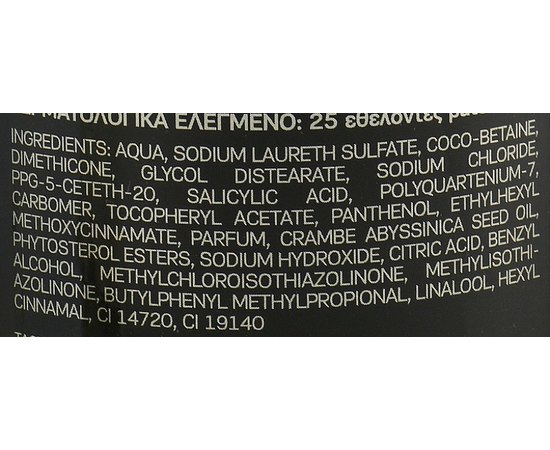 ΔΕΡΜΑΤΟΛΟΓΙΚΑ ΕΛΕΓΜΕΝΟ: 25 εθελοντές
INGREDIENTS: AQUA, SODIUM LAURETH SULFATE, COCO-BETAINE,
DIMETHICONE, GLYCOL DISTEARATE, SODIUM CHLORIDE,
PPG-5-CETETH-20, SALICYLIC ACID, POLYQUARTENIUM-7,
CARBOMER, TOCOPHERYL ACETATE, PANTHENOL, ETHYLHEXYL
METHOXYCINNAMATE, PARFUM, CRAMBE ABYSSINICA SEED OIL,
PHYTOSTEROL ESTERS, SODIUM HYDROXIDE, CITRIC ACID, BENZYL
ALCOHOL, METHYLCHLOROISOTHIAZOLINONE, METHYLISOTHI-
AZOLINONE, BUTYLPHENYL METHYLPROPIONAL, LINALOOL, HEXYL
CINNAMAL, CI 14720, CI 19140